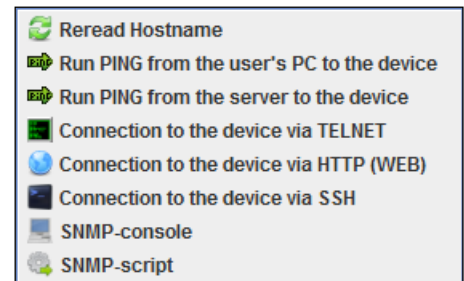 Reread Hostname
Run PING from the user's PC to the device
Run PING from the server to the device
Connection to the device via TELNET
Connection to the device via HTTP (WEB)
Connection to the device via SSH
SNMP-console
SNMP-script